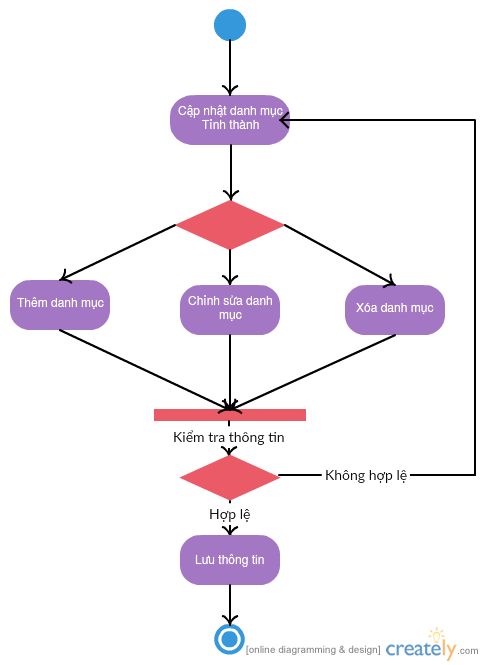 Cập nhật danh mục
Tỉnh thành
Thêm danh mục
Chỉnh sửa danh
mục
Xóa danh mục
Kiểm tra thông tin
Không hợp lệ
Hợp lệ
Lưu thông tin
[online diagramming & design] creately.com